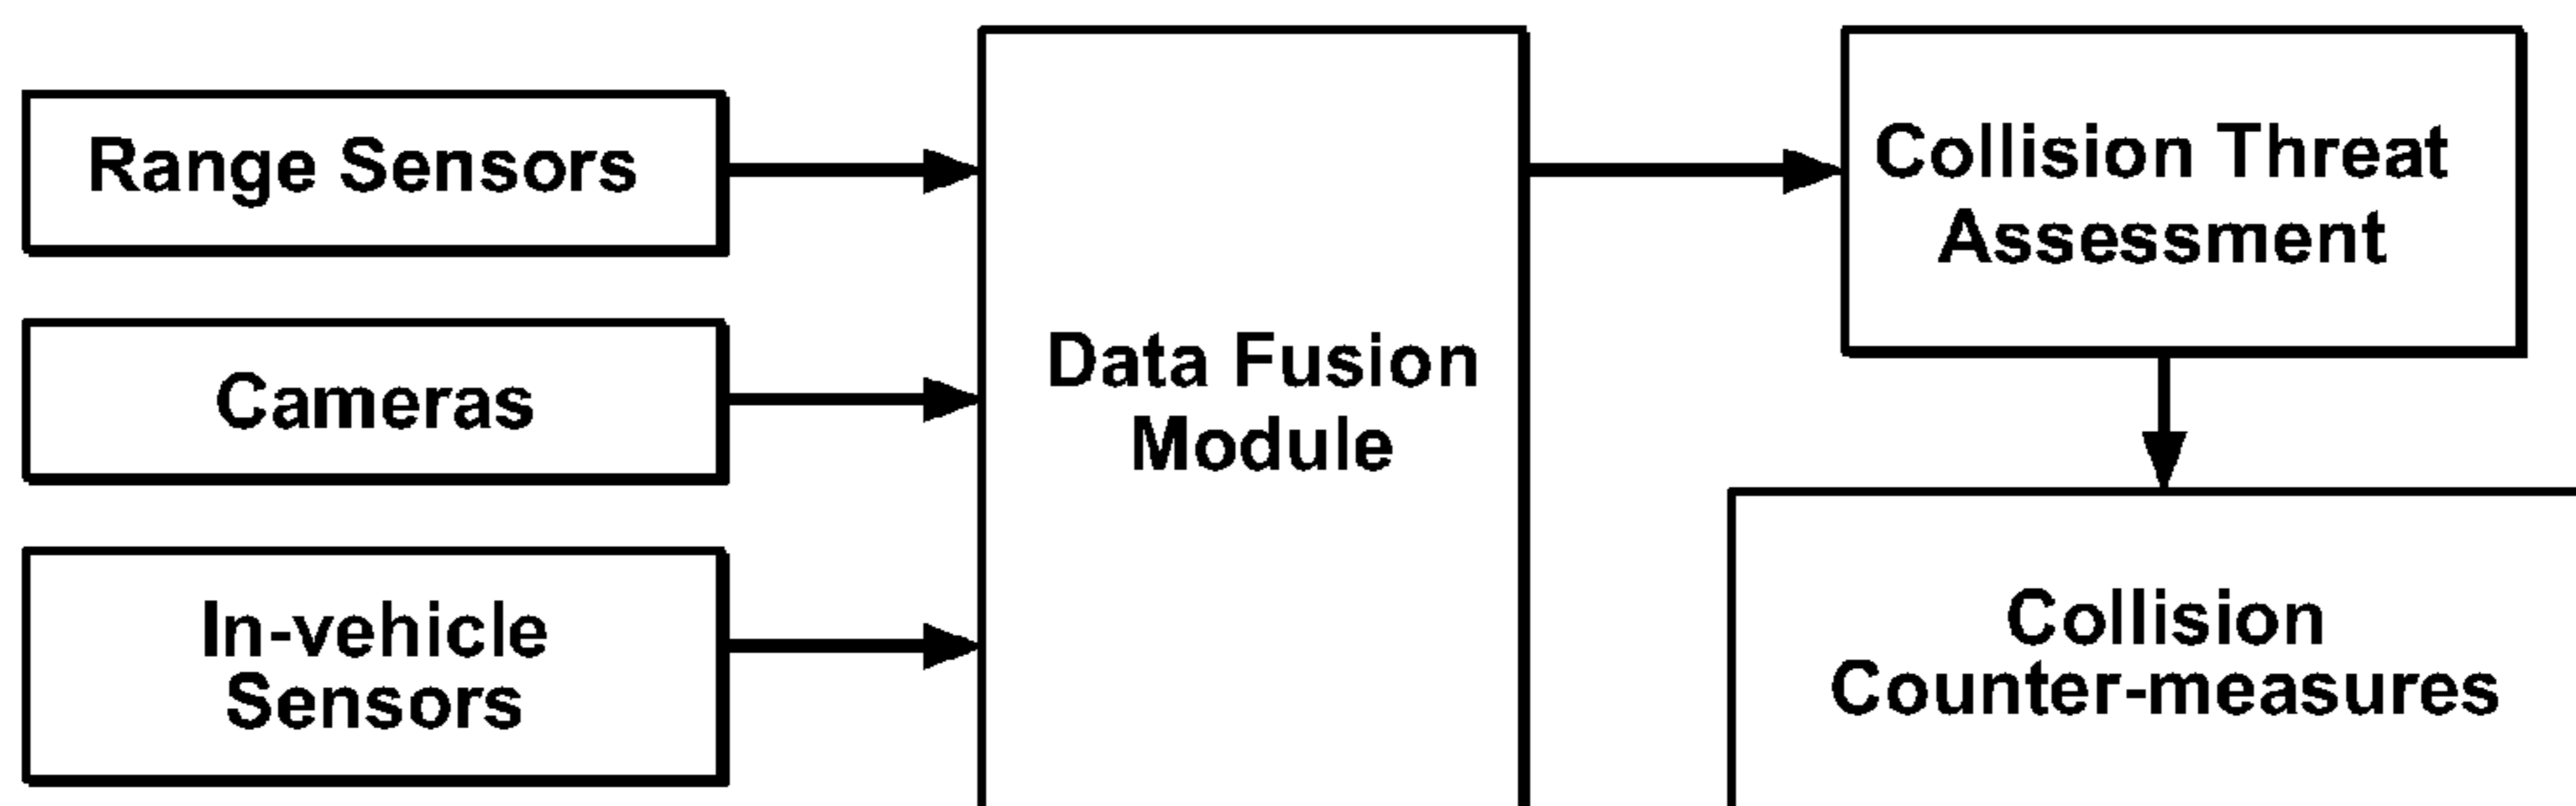 Range Sensors
Cameras
In-vehicle
Sensors
Data Fusion
Module
Collision Threat
Assessment
Collision
Counter-measures